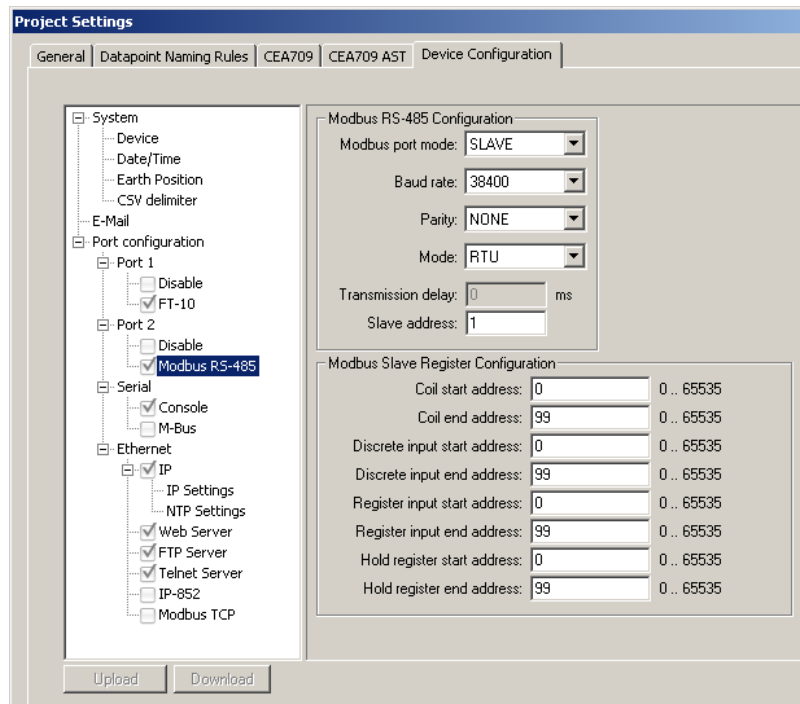 Project Settings
General Datapoint Naming Rules CEA709 CEA709 AST Device Configuration
System
Device
Date/Time
Earth Position
CSV delimiter
E-Mail
Port configuration
Port 1
Disable
FT-10
Port 2
Disable
Modbus RS-485
Serial
Console
M-Bus
Ethernet
IP
IP Settings
NTP Settings
Web Server
FTP Server
Telnet Server
IP-852
Modbus TCP
Modbus RS-485 Configuration
Modbus port mode: SLAVE
Baud rate: 38400
Parity: NONE
Mode: RTU
Transmission delay: 0 ms
Slave address: 1
Modbus Slave Register Configuration
Coil start address: 0 0 .. 65535
Coil end address: 99 0 .. 65535
Discrete input start address: 0 0 .. 65535
Discrete input end address: 99 0 .. 65535
Register input start address: 0 0 .. 65535
Register input end address: 99 0 .. 65535
Hold register start address: 0 0 .. 65535
Hold register end address: 99 0 .. 65535
Upload Download